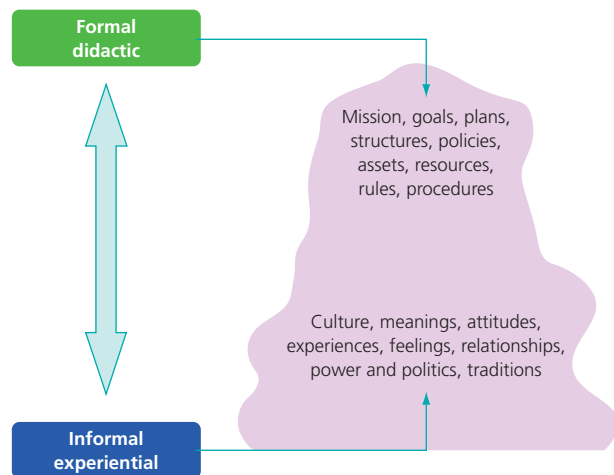 Formal
didactic
Mission, goals, plans,
structures, policies,
assets, resources,
rules, procedures
Culture, meanings, attitudes,
experiences, feelings, relationships,
power and politics, traditions
Informal
experiential